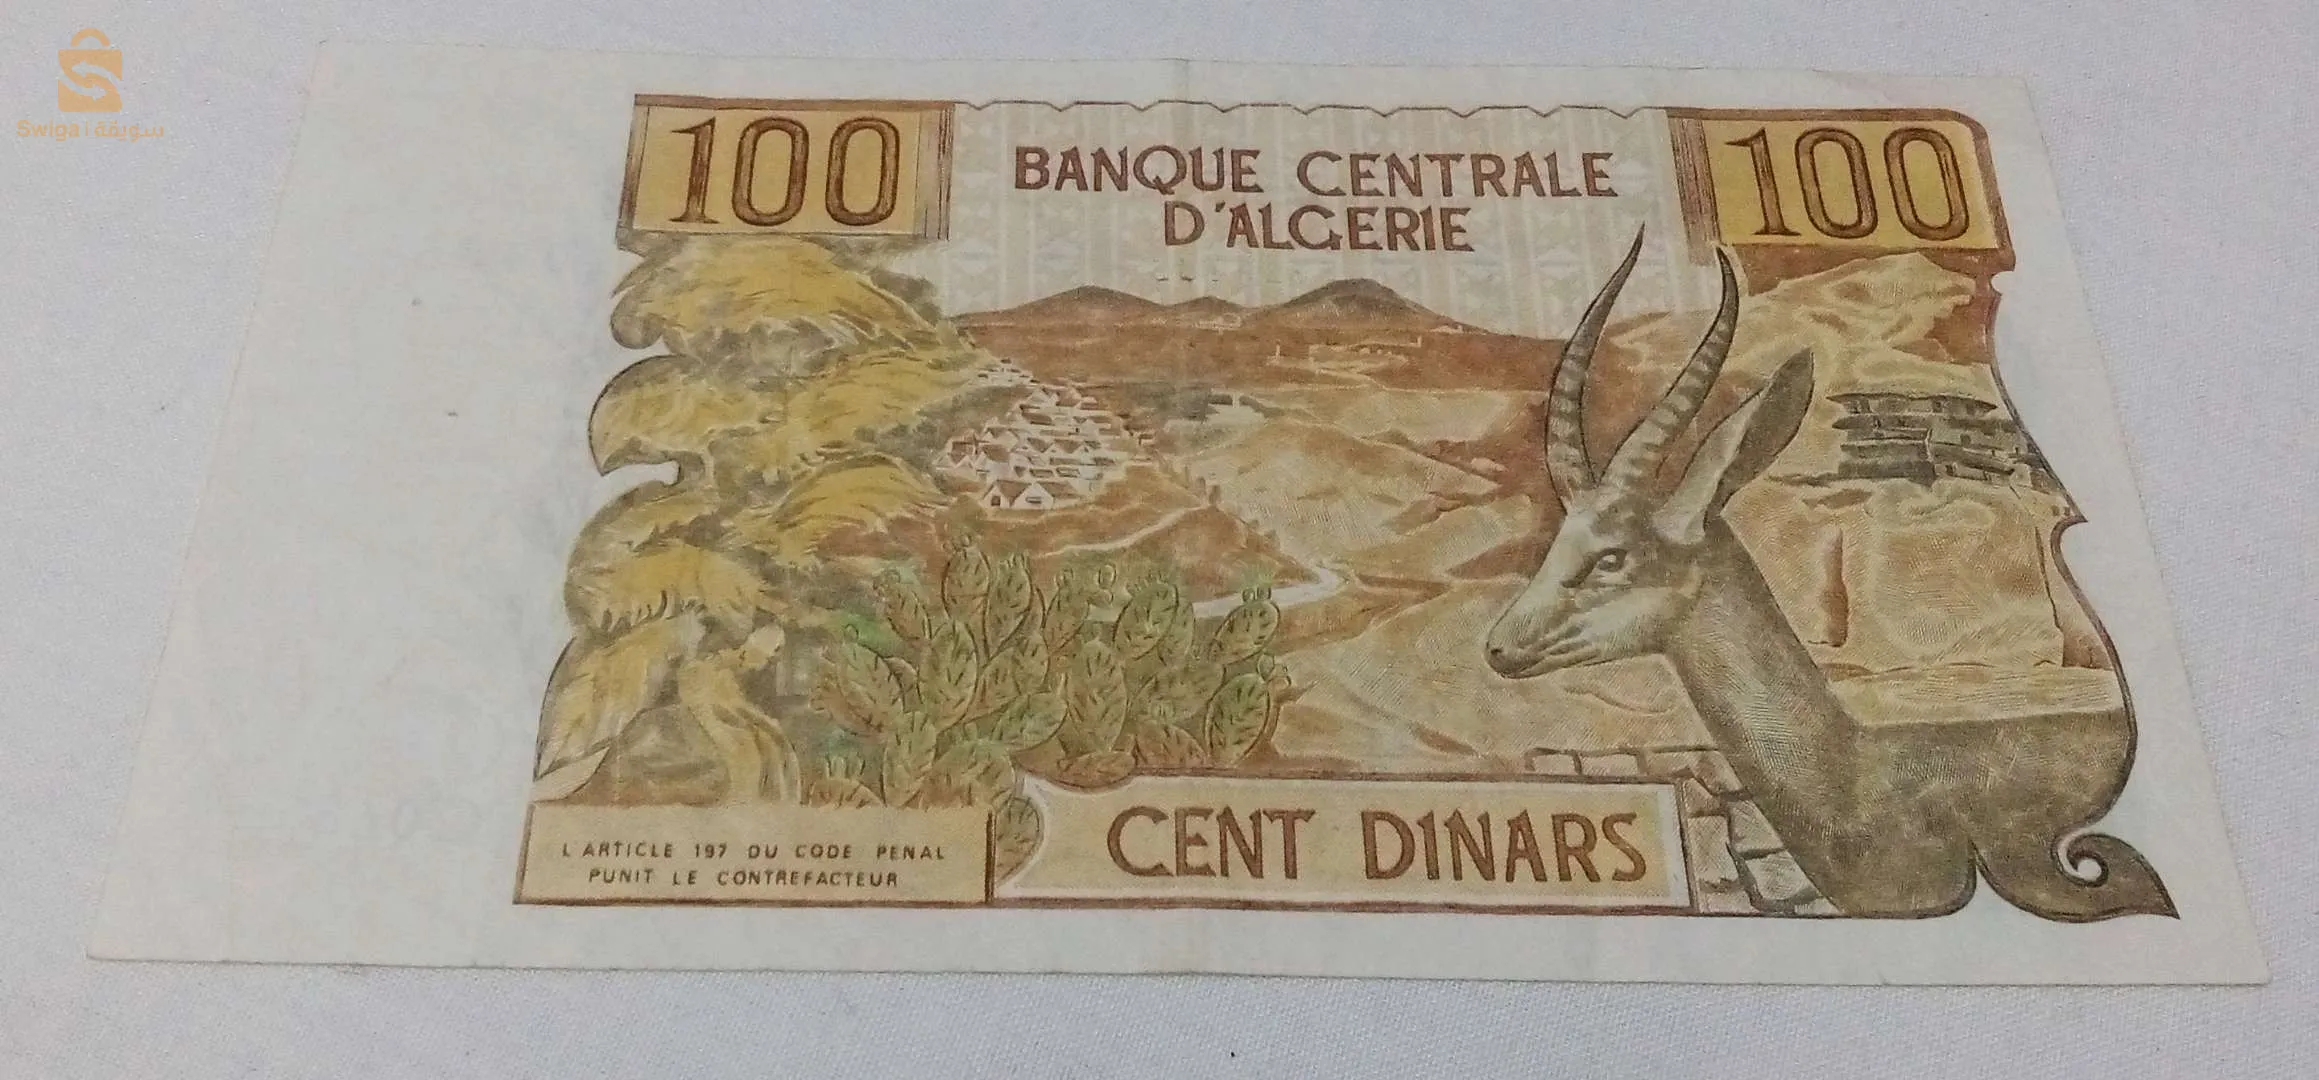 Swiga سويقة
100
BANQUE CENTRALE
D'ALGERIE
100
L ARTICLE 197 DU CODE PENAL
PUNIT LE CONTREFACTEUR
CENT DINARS